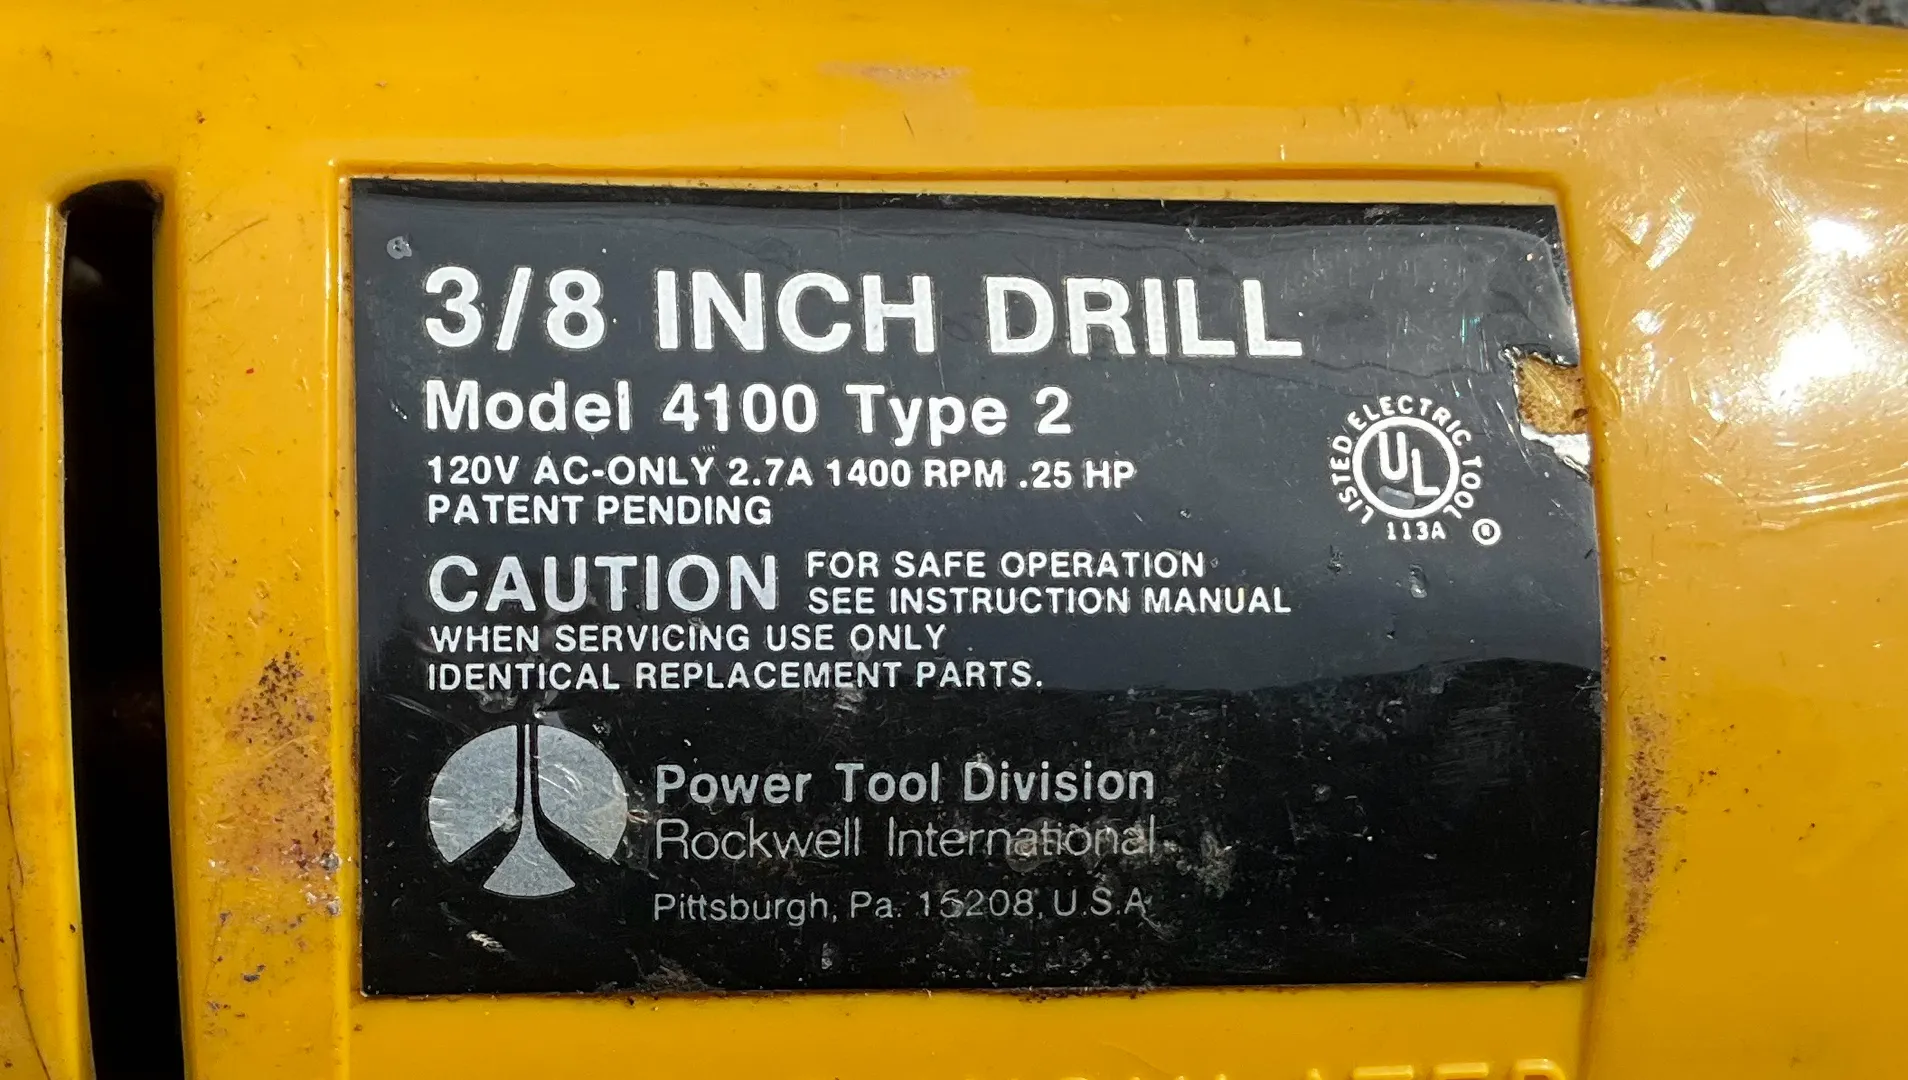 3/8 INCH DRILL
Model 4100 Type 2
120V AC-ONLY 2.7A 1400 RPM .25 HP
PATENT PENDING
LISTED ELECTRIC TOOL
UL
113A ®
CAUTION FOR SAFE OPERATION
SEE INSTRUCTION MANUAL
WHEN SERVICING USE ONLY
IDENTICAL REPLACEMENT PARTS.
Power Tool Division
Rockwell International
Pittsburgh, Pa. 15208, U.S.A.